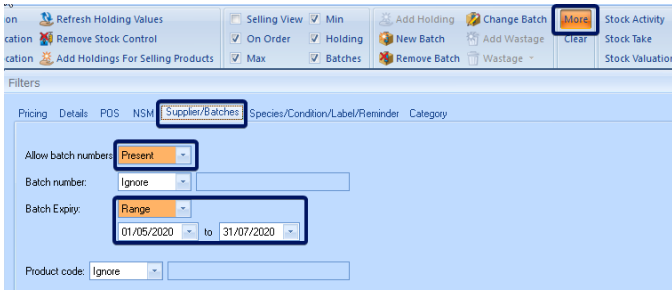 on Refresh Holding Values Selling View Min Add Holding Change Batch More Stock Activity
cation Remove Stock Control On Order Holding New Batch Add Wastage Clear Stock Take
ocation Add Holdings For Selling Products Max Batches Remove Batch Wastage Stock Valuation
Filters
Pricing Details POS NSM Supplier/Batches Species/Condition/Label/Reminder Category
Allow batch numbers Present
Batch number: Ignore
Batch Expiry: Range
01/05/2020 to 31/07/2020
Product code: Ignore